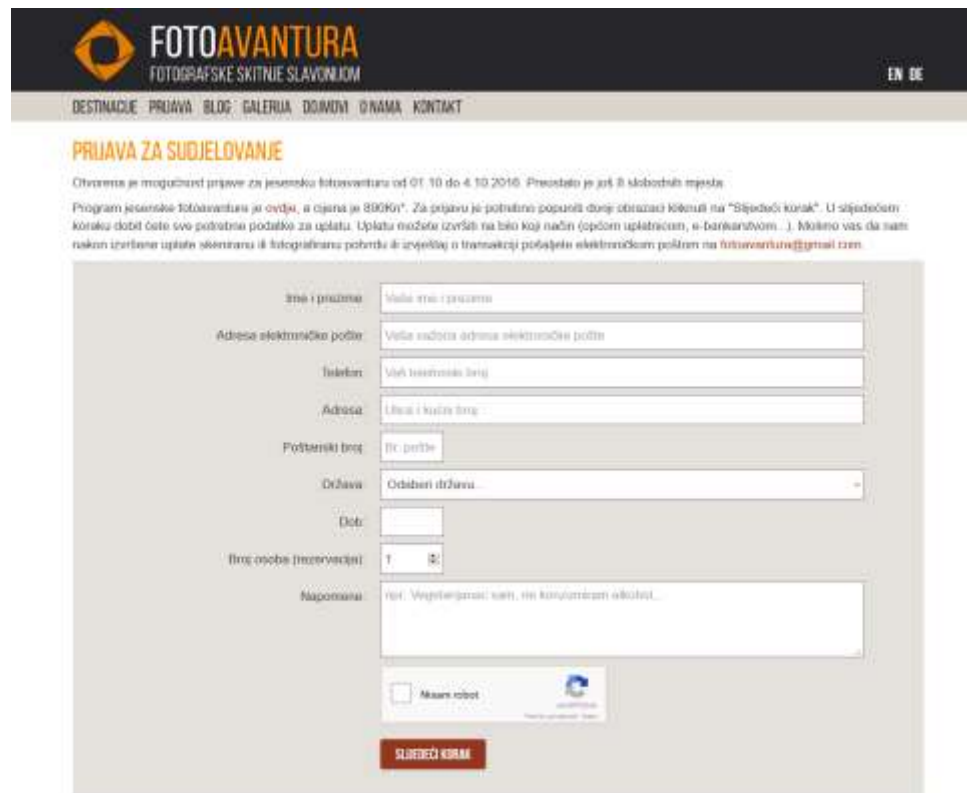 FOTOAVANTURA
FOTOGRAFSKE SKITNJE SLAVONIJOM
EN DE
DESTINACIJE PRIJAVA BLOG GALERIJA DOJMOVI O NAMA KONTAKT
PRIJAVA ZA SUDJELOVANJE
Otvorena je mogućnost prijave za jesensku fotoavanturu od 01.10 do 4.10.2016. Preostalo je još 8 slobodnih mjesta.
Program jesenske fotoavanture je ovdje, a cijena je 890Kn*. Za prijavu je potrebno popuniti donji obrazac i kliknuti na "Slijedeći korak". U slijedećem
koraku dobit ćete sve potrebne podatke za uplatu. Uplatu možete izvršiti na bilo koji način (općom uplatnicom, e-bankarstvom...). Molimo vas da nam
nakon izvršene uplate skeniranu ili fotografiranu potvrdu ili izvještaj o transakciji pošaljete elektroničkom poštom na fotoavantura@gmail.com.
Ime i prezime: Vaše ime i prezime
Adresa elektroničke pošte: Vaša važeća adresa elektroničke pošte
Telefon: Vaš telefonski broj
Adresa: Ulica i kućni broj
Poštanski broj: Br. pošte
Država: Odaberi državu...
Dob:
Broj osoba (rezervacija): 1
Napomena: npr. Vegeterijanac sam, ne konzumiram alkohol...
Nisam robot
reCAPTCHA
SLIJEDEĆI KORAK